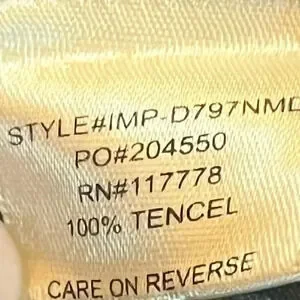 STYLE#IMP-D797NMD
PO#204550
RN#117778
100% TENCEL
CARE ON REVERSE